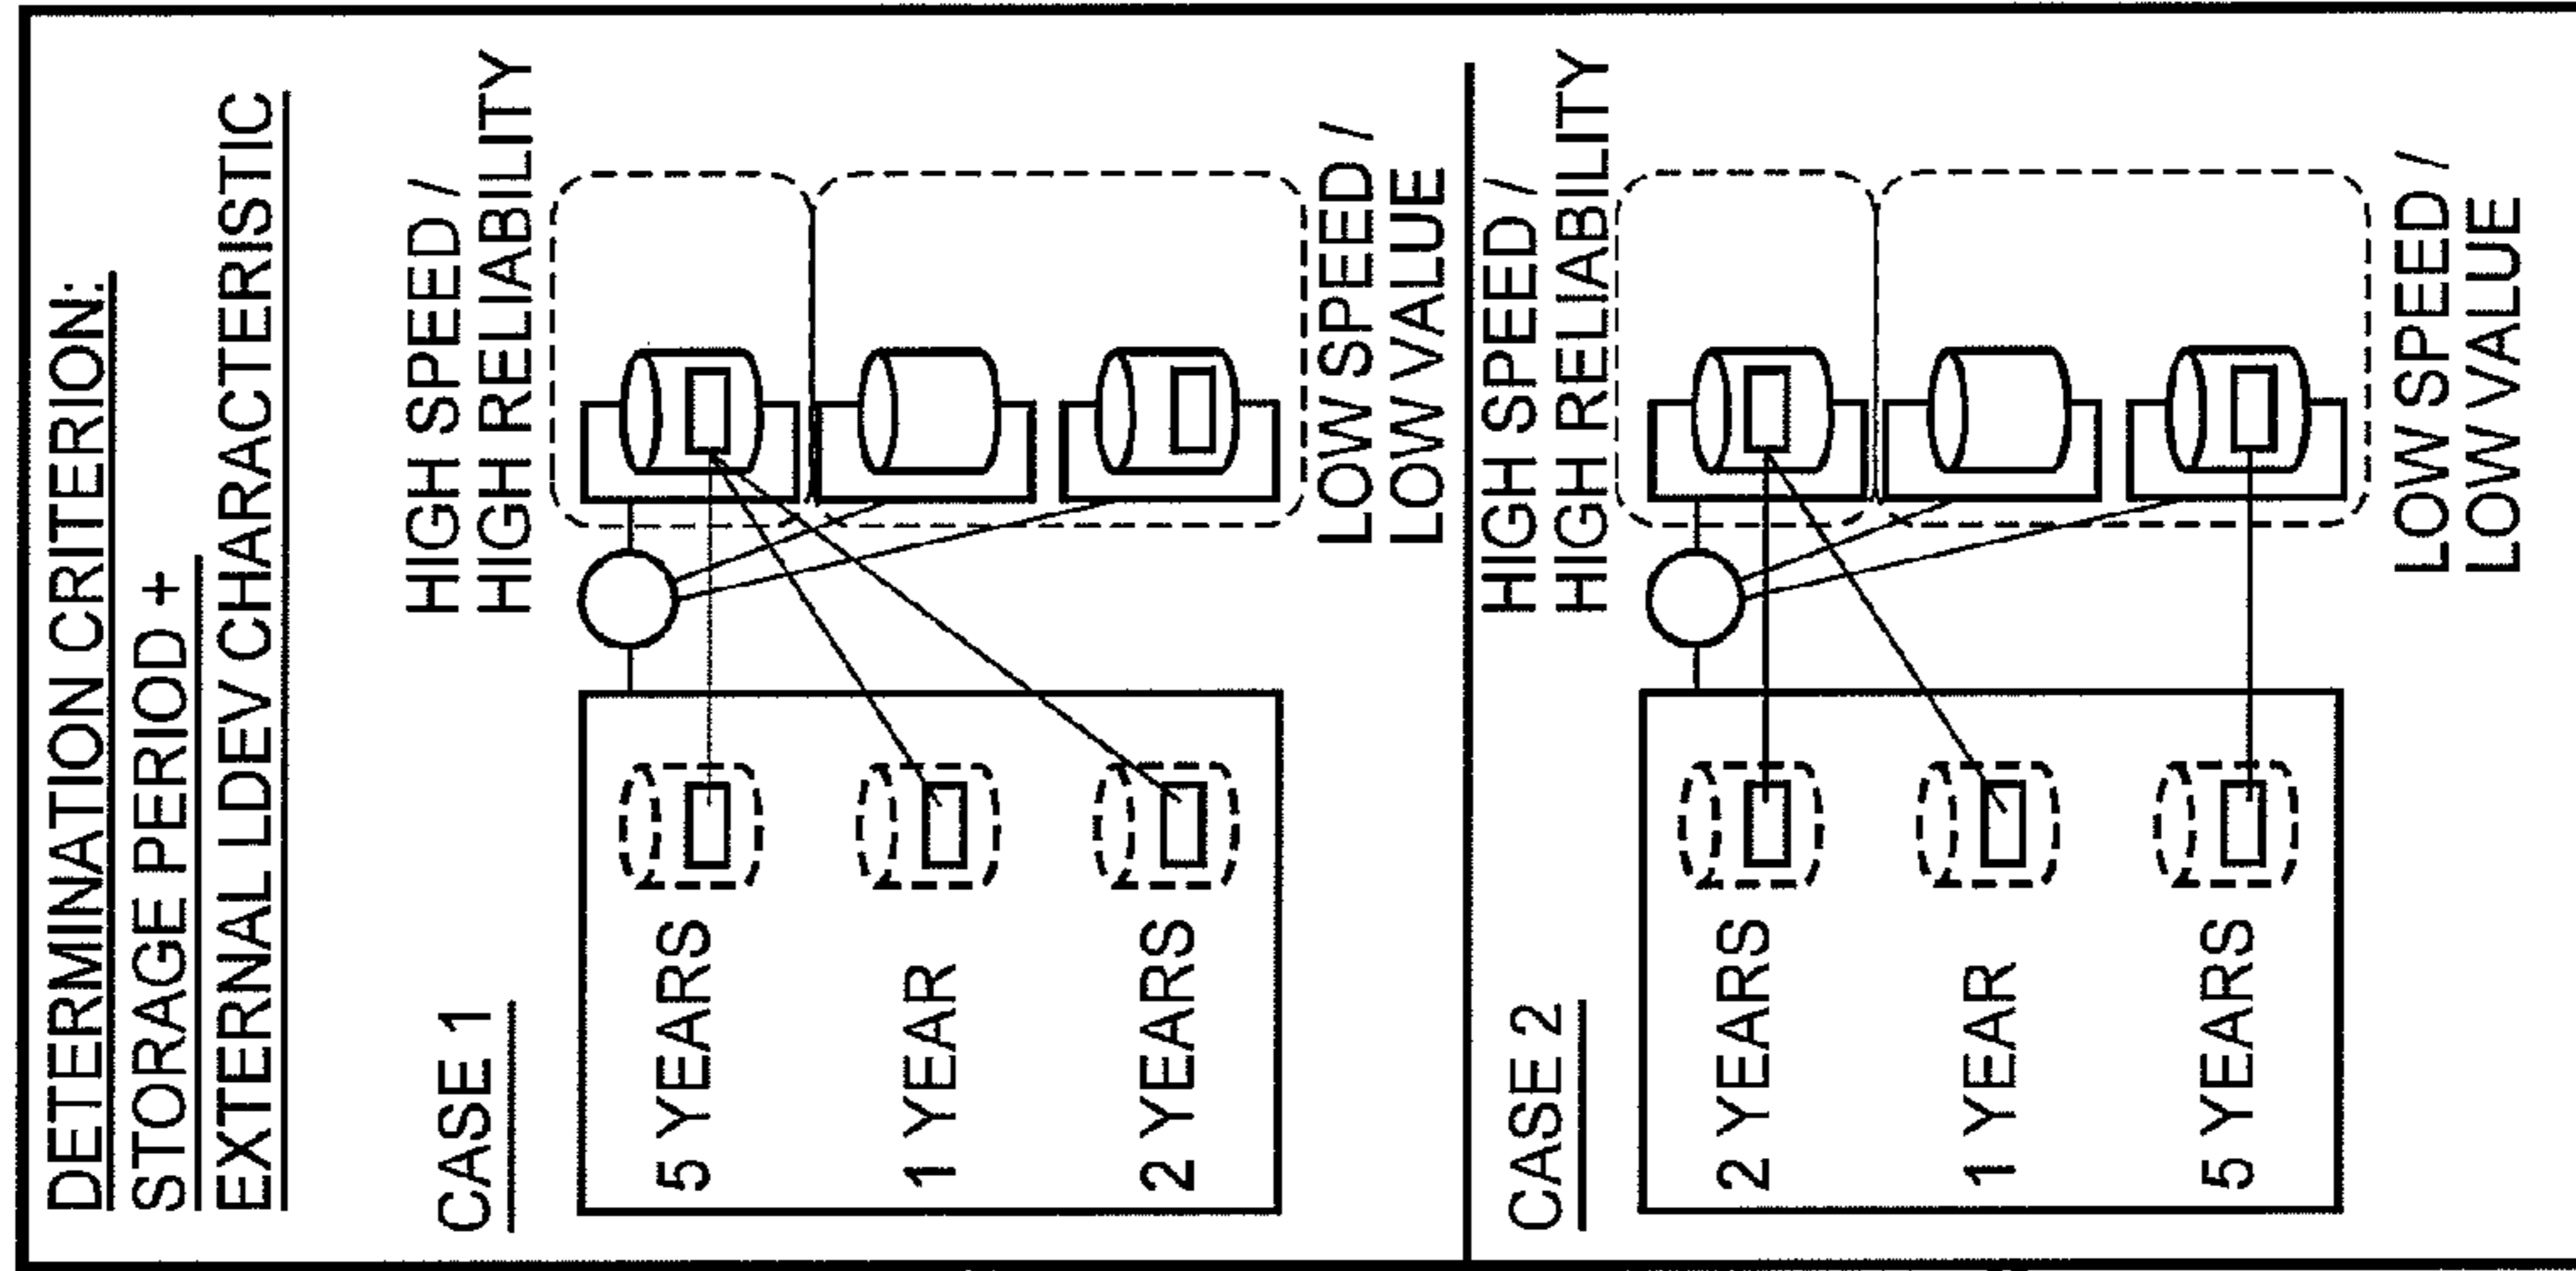 DETERMINATION CRITERION:
STORAGE PERIOD +
EXTERNAL LDEV CHARACTERISTIC
CASE 1
HIGH SPEED /
HIGH RELIABILITY
5 YEARS
1 YEAR
2 YEARS
LOW SPEED /
LOW VALUE
CASE 2
HIGH SPEED /
HIGH RELIABILITY
2 YEARS
1 YEAR
5 YEARS
LOW SPEED /
LOW VALUE